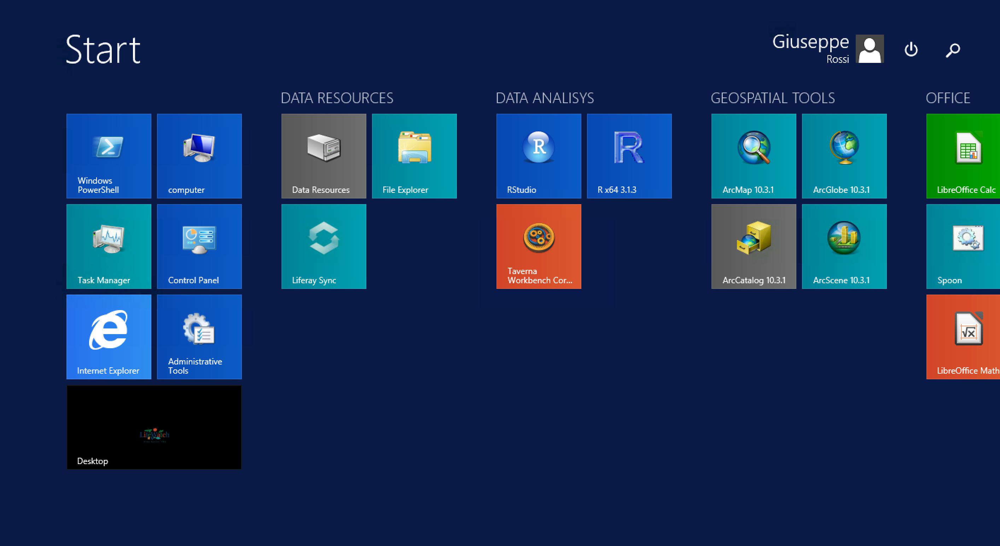 Start
Giuseppe
Rossi
DATA RESOURCES
DATA ANALISYS
GEOSPATIAL TOOLS
OFFICE
Windows
PowerShell
computer
Data Resources
File Explorer
RStudio
R x64 3.1.3
ArcMap 10.3.1
ArcGlobe 10.3.1
LibreOffice Calc
Task Manager
Control Panel
Liferay Sync
Taverna
Workbench Cor...
ArcCatalog 10.3.1
ArcScene 10.3.1
Spoon
Internet Explorer
Administrative
Tools
LibreOffice Math
LifeWatch
Desktop